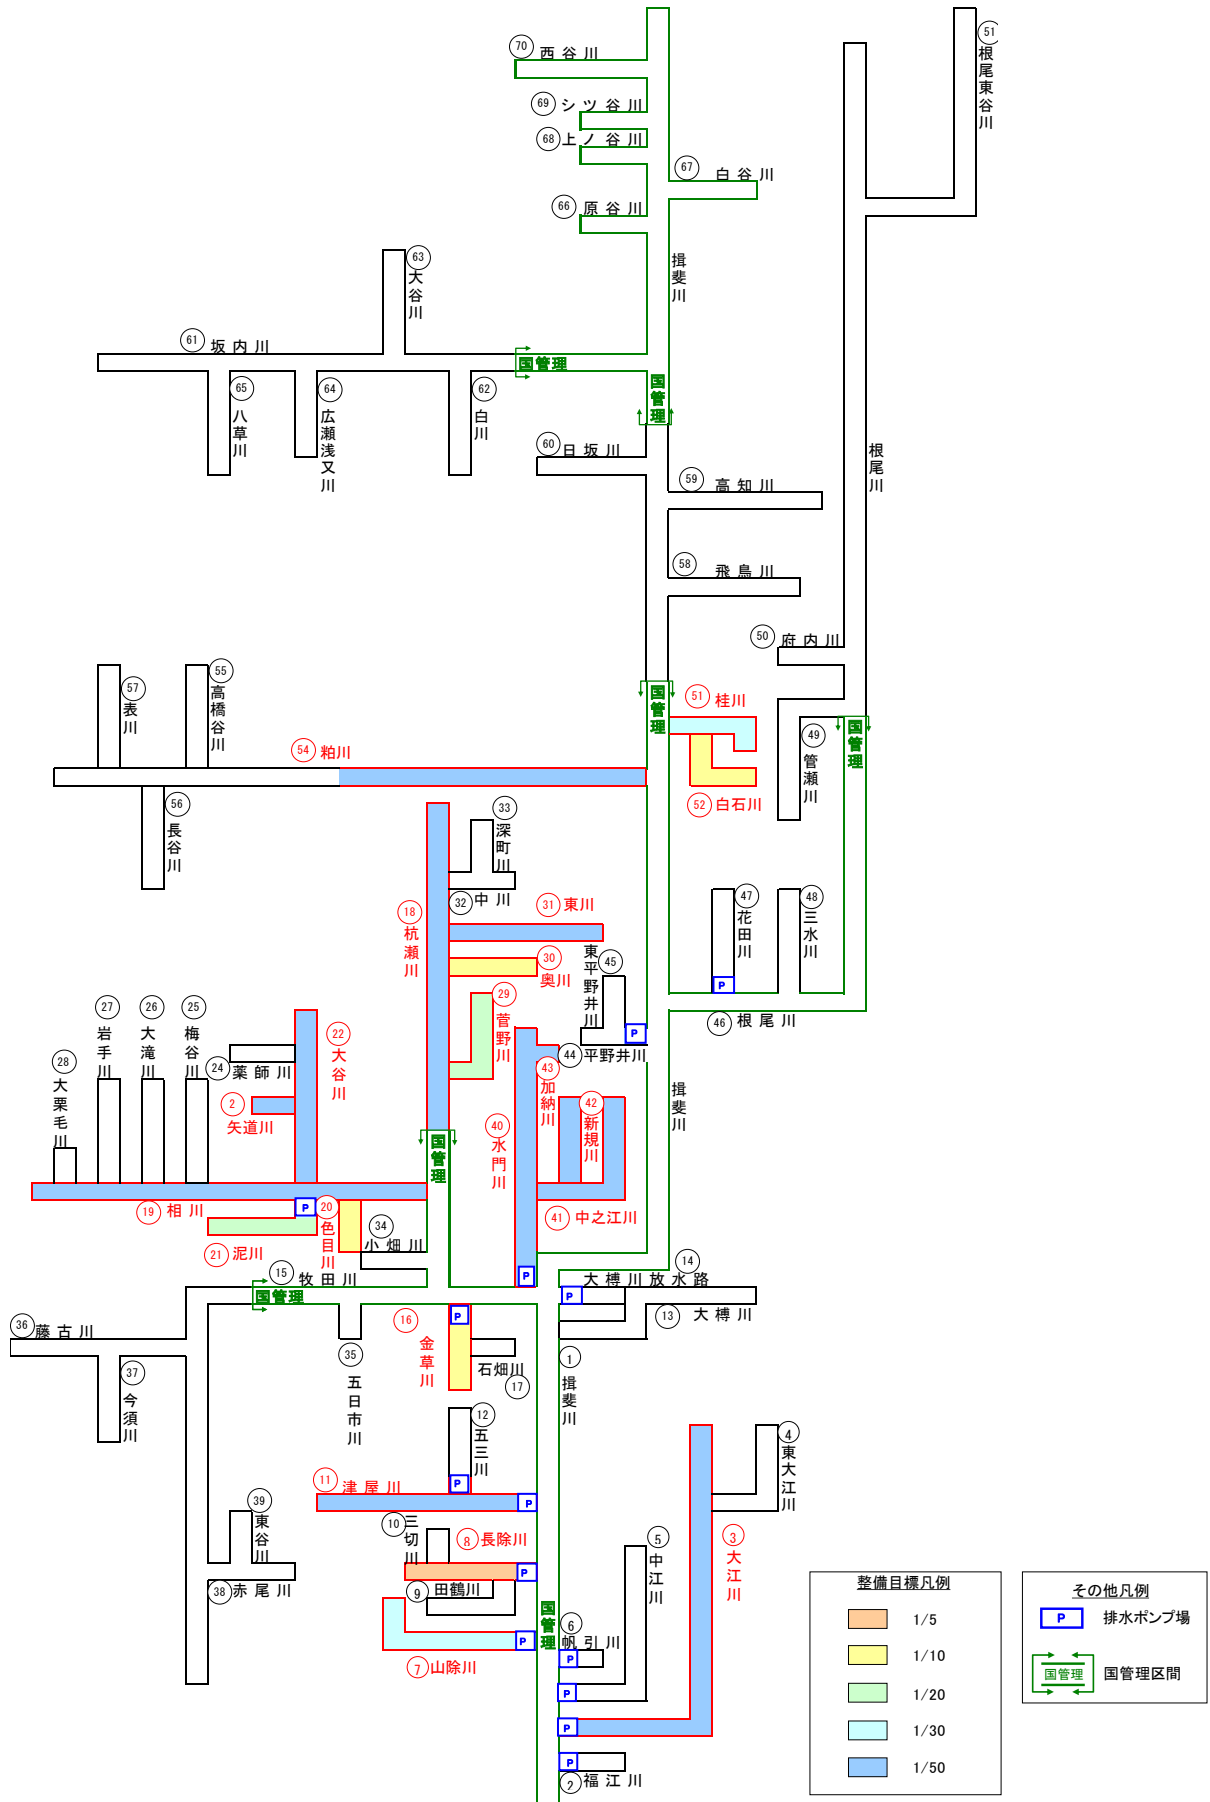 70 西谷川
69 シツ谷川
68 上ノ谷川
67 白谷川
66 原谷川
51 根尾東谷川
揖斐川
63 大谷川
61 坂内川
国管理
国管理
65 八草川
64 広瀬浅又川
62 白川
60 日坂川
59 高知川
根尾川
58 飛鳥川
50 府内川
57 表川
55 高橋谷川
国管理
51 桂川
国管理
49 管瀬川
54 粕川
52 白石川
56 長谷川
33 深町川
32 中川
18 杭瀬川
31 東川
30 奥川
47 花田川
48 三水川
P
東平野井川 45
29 菅野川
46 根尾川
27 岩手川
26 大滝川
25 梅谷川
22 大谷川
P
44 平野井川
28 大栗毛川
24 薬師川
43 加納川
揖斐川
2 矢道川
42 新規川
40 水門川
国管理
19 相川
P
20 色目川
41 中之江川
21 泥川
34 小畑川
14 大榑川放水路
15 牧田川
国管理
P
P
13 大榑川
16 金草川
P
36 藤古川
37 今須川
35 五日市川
石畑川 17
1 揖斐川
12 五三川
4 東大江川
P
11 津屋川
P
39 東谷川
10 三切川
8 長除川
5 中江川
3 大江川
P
38 赤尾川
9 田鶴川
国管理
6 帆引川
P
7 山除川
P
P
P
P
2 福江川
整備目標凡例
1/5
1/10
1/20
1/30
1/50
その他凡例
P 排水ポンプ場
国管理 国管理区間